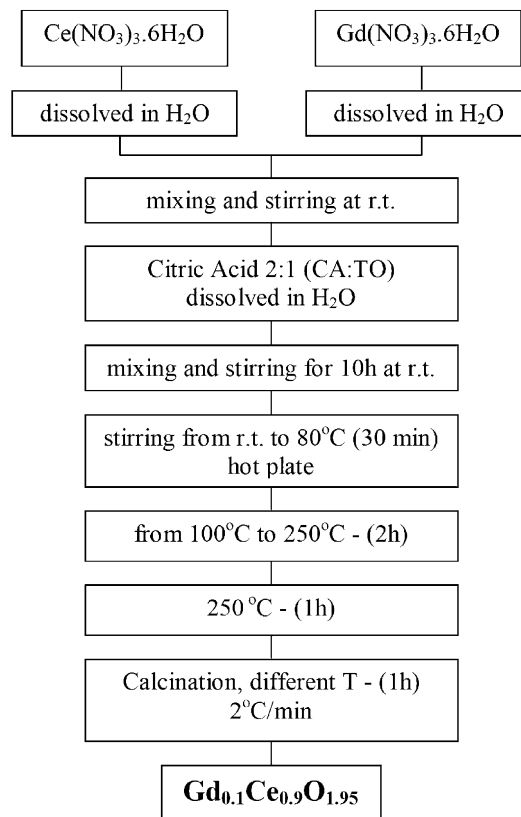 Ce(NO₃)₃.6H₂O
Gd(NO₃)₃.6H₂O
dissolved in H₂O
dissolved in H₂O
mixing and stirring at r.t.
Citric Acid 2:1 (CA:TO)
dissolved in H₂O
mixing and stirring for 10h at r.t.
stirring from r.t. to 80°C (30 min)
hot plate
from 100°C to 250°C - (2h)
250 °C - (1h)
Calcination, different T - (1h)
2°C/min
Gd₀.₁Ce₀.₉O₁.₉₅